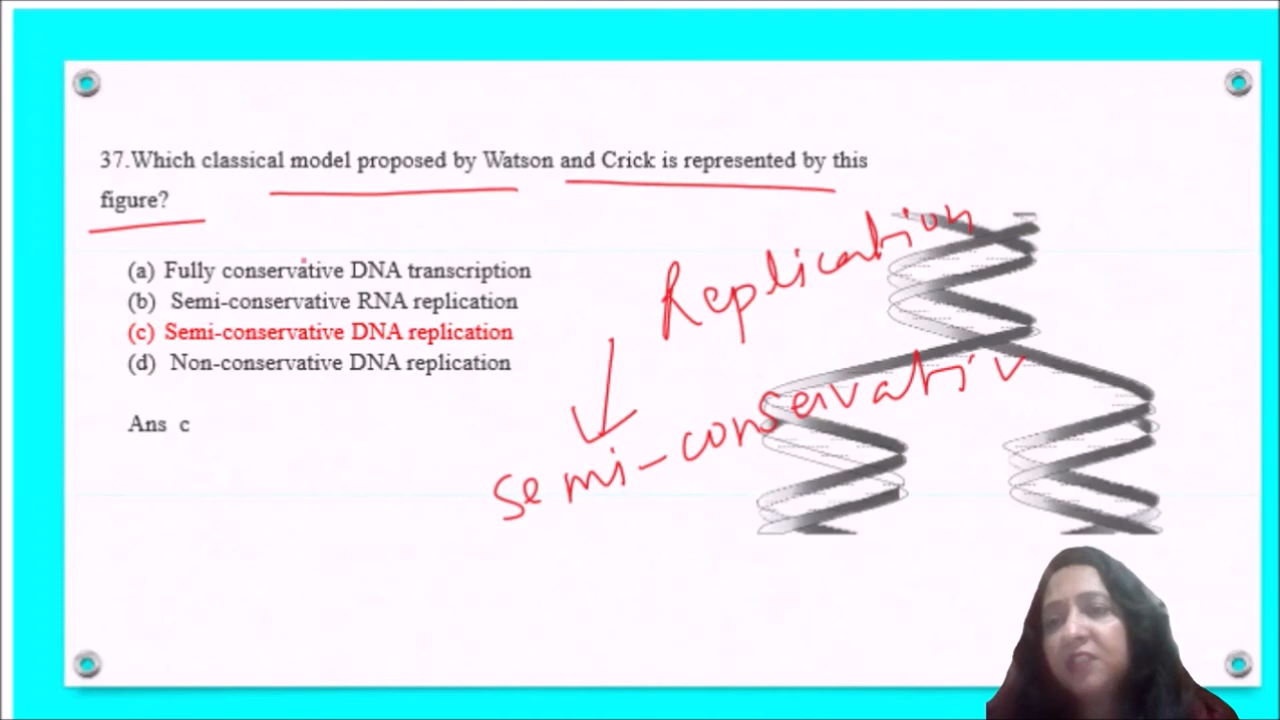 37.Which classical model proposed by Watson and Crick is represented by this
figure?
(a) Fully conservative DNA transcription
(b) Semi-conservative RNA replication
(c) Semi-conservative DNA replication
(d) Non-conservative DNA replication
Ans c
Replication
Semi-conservativ